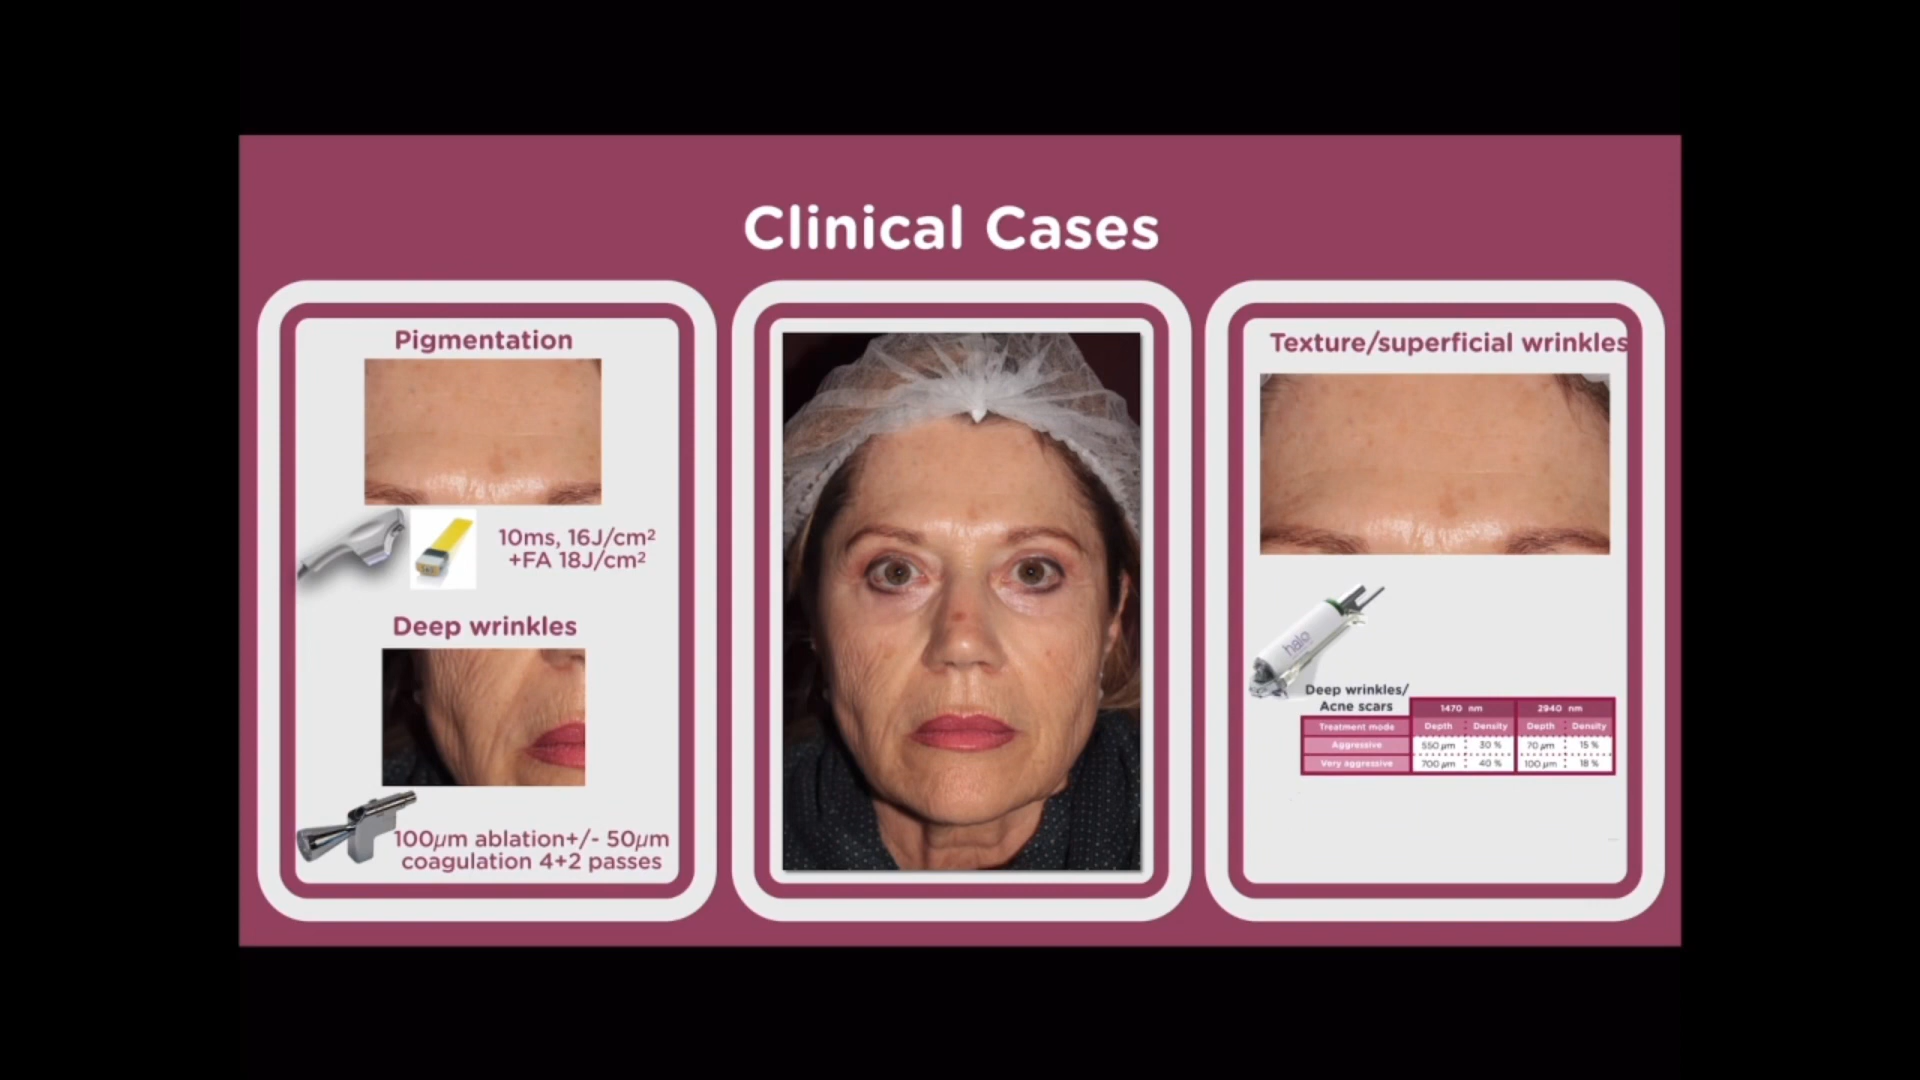 Clinical Cases
Pigmentation
10ms, 16J/cm²
+FA 18J/cm²
Deep wrinkles
100µm ablation+/- 50µm
coagulation 4+2 passes
Texture/superficial wrinkles
halo
Deep wrinkles/
Acne scars
1470 nm 2940 nm
Treatment mode Depth Density Depth Density
Aggressive 550 µm 30 % 70 µm 15 %
Very aggressive 700 µm 40 % 100 µm 18 %